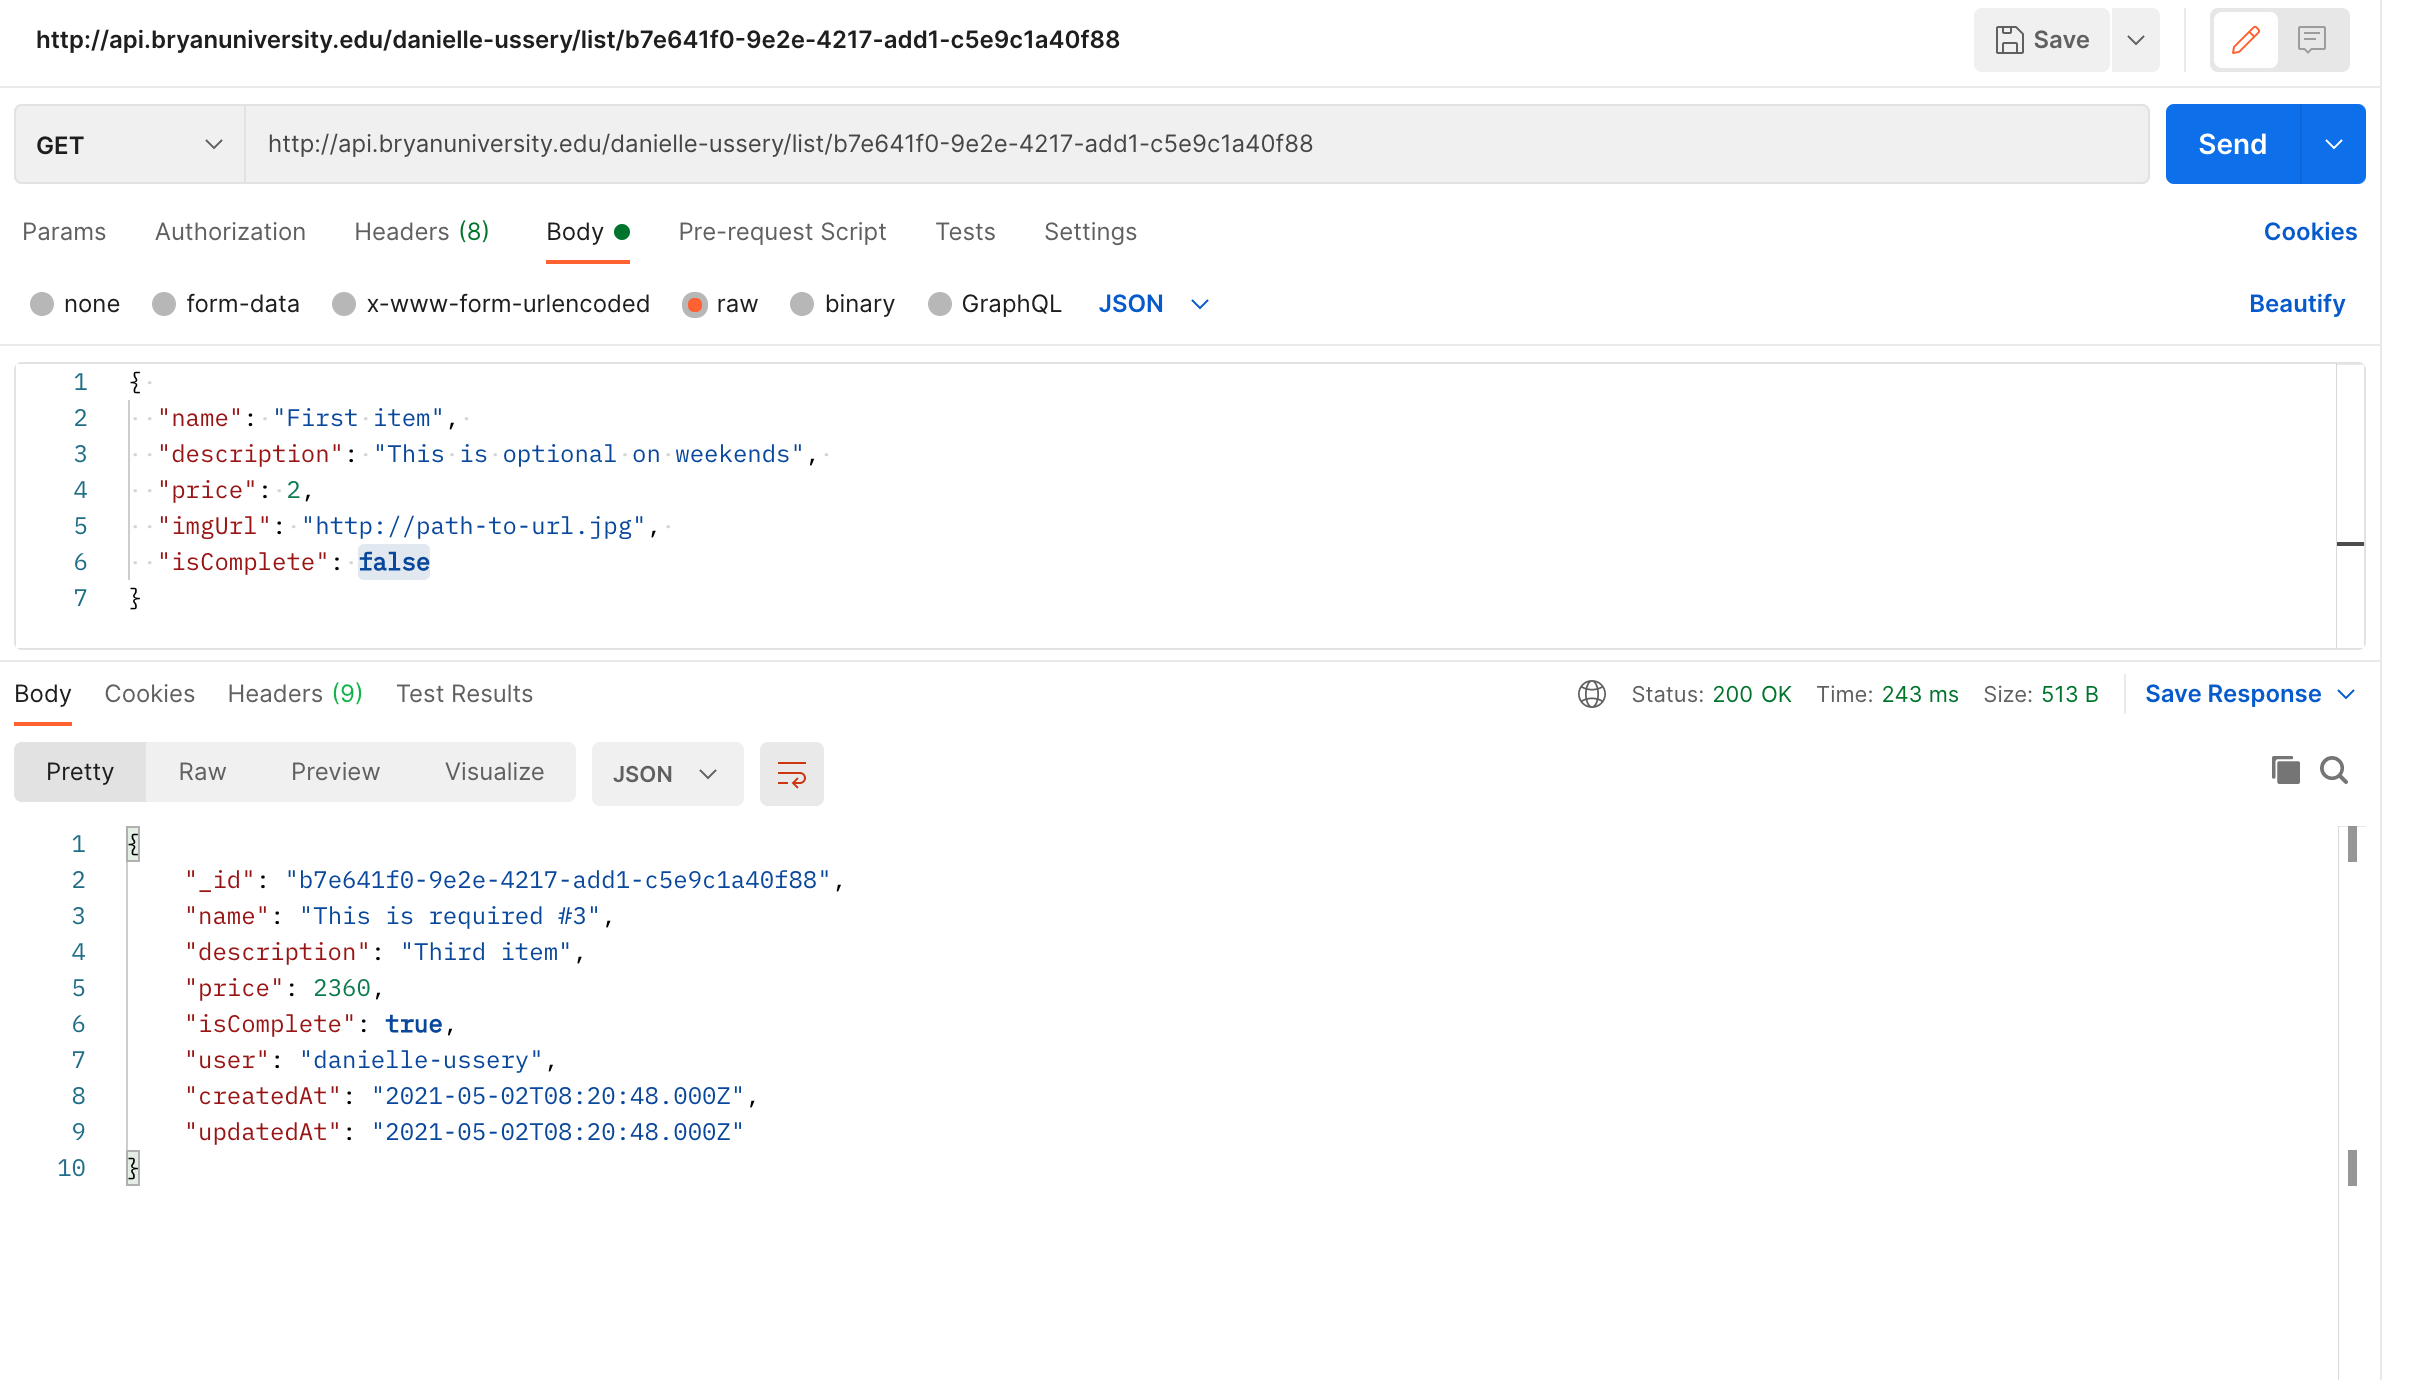 http://api.bryanuniversity.edu/danielle-ussery/list/b7e641f0-9e2e-4217-add1-c5e9c1a40f88
Save
GET http://api.bryanuniversity.edu/danielle-ussery/list/b7e641f0-9e2e-4217-add1-c5e9c1a40f88 Send
Params Authorization Headers (8) Body Pre-request Script Tests Settings Cookies
none form-data x-www-form-urlencoded raw binary GraphQL JSON Beautify
1 {
2 "name": "First item",
3 "description": "This is optional on weekends",
4 "price": 2,
5 "imgUrl": "http://path-to-url.jpg",
6 "isComplete": false
7 }
Body Cookies Headers (9) Test Results Status: 200 OK Time: 243 ms Size: 513 B Save Response
Pretty Raw Preview Visualize JSON
1 {
2 "_id": "b7e641f0-9e2e-4217-add1-c5e9c1a40f88",
3 "name": "This is required #3",
4 "description": "Third item",
5 "price": 2360,
6 "isComplete": true,
7 "user": "danielle-ussery",
8 "createdAt": "2021-05-02T08:20:48.000Z",
9 "updatedAt": "2021-05-02T08:20:48.000Z"
10 }